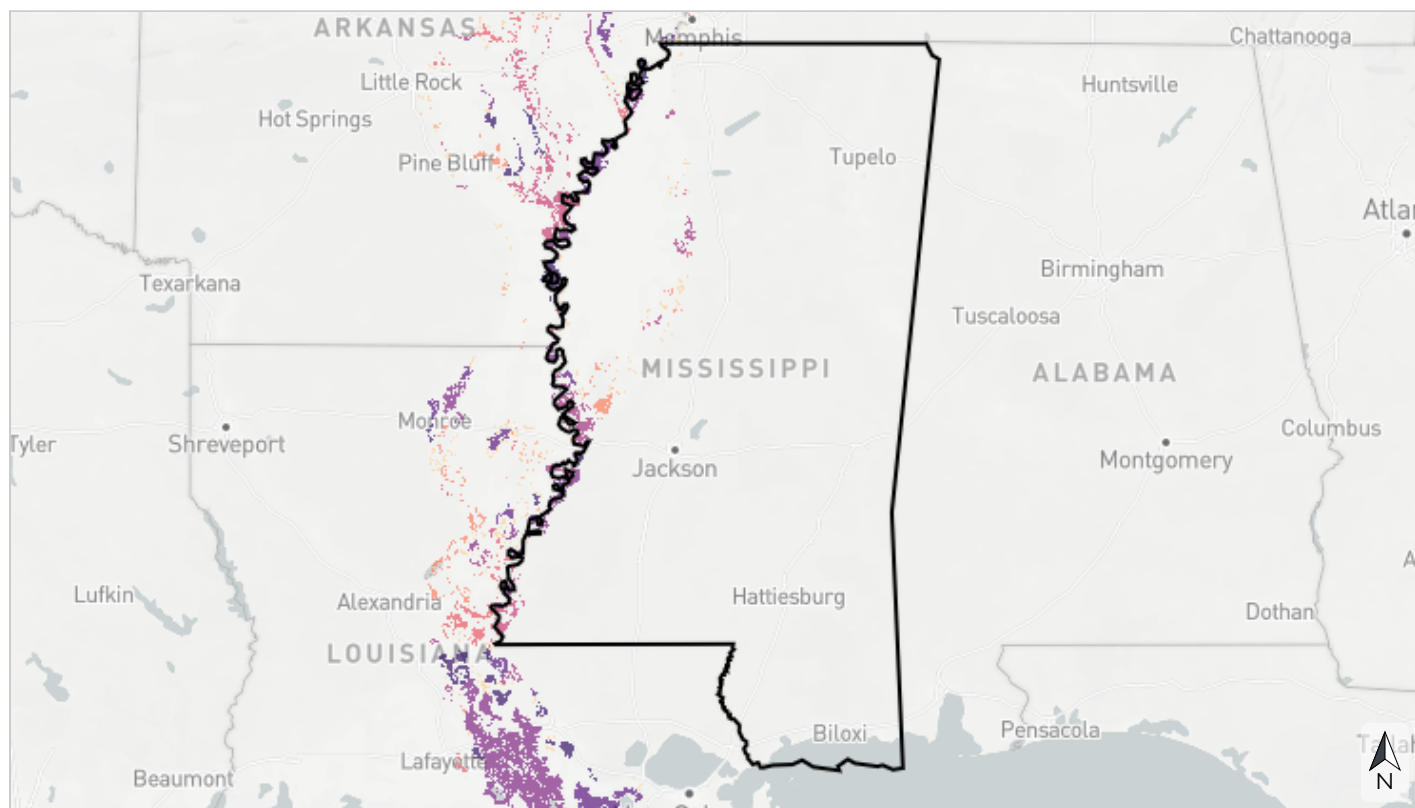 ARKANSAS
Memphis
Chattanooga
Little Rock
Huntsville
Hot Springs
Pine Bluff
Tupelo
Birmingham
Texarkana
Tuscaloosa
MISSISSIPPI
ALABAMA
Monroe
Columbus
Tyler
Shreveport
Jackson
Montgomery
Lufkin
Alexandria
Hattiesburg
Dothan
LOUISIANA
Biloxi
Pensacola
Lafayette
Beaumont
N